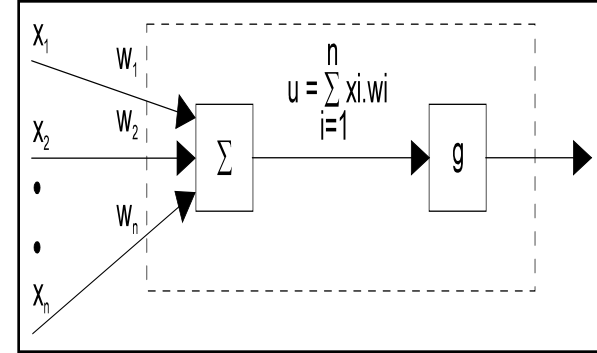 x₁
w₁
w₂
x₂
wₙ
xₙ
Σ
n
u = Σ xi.wi
i=1
g